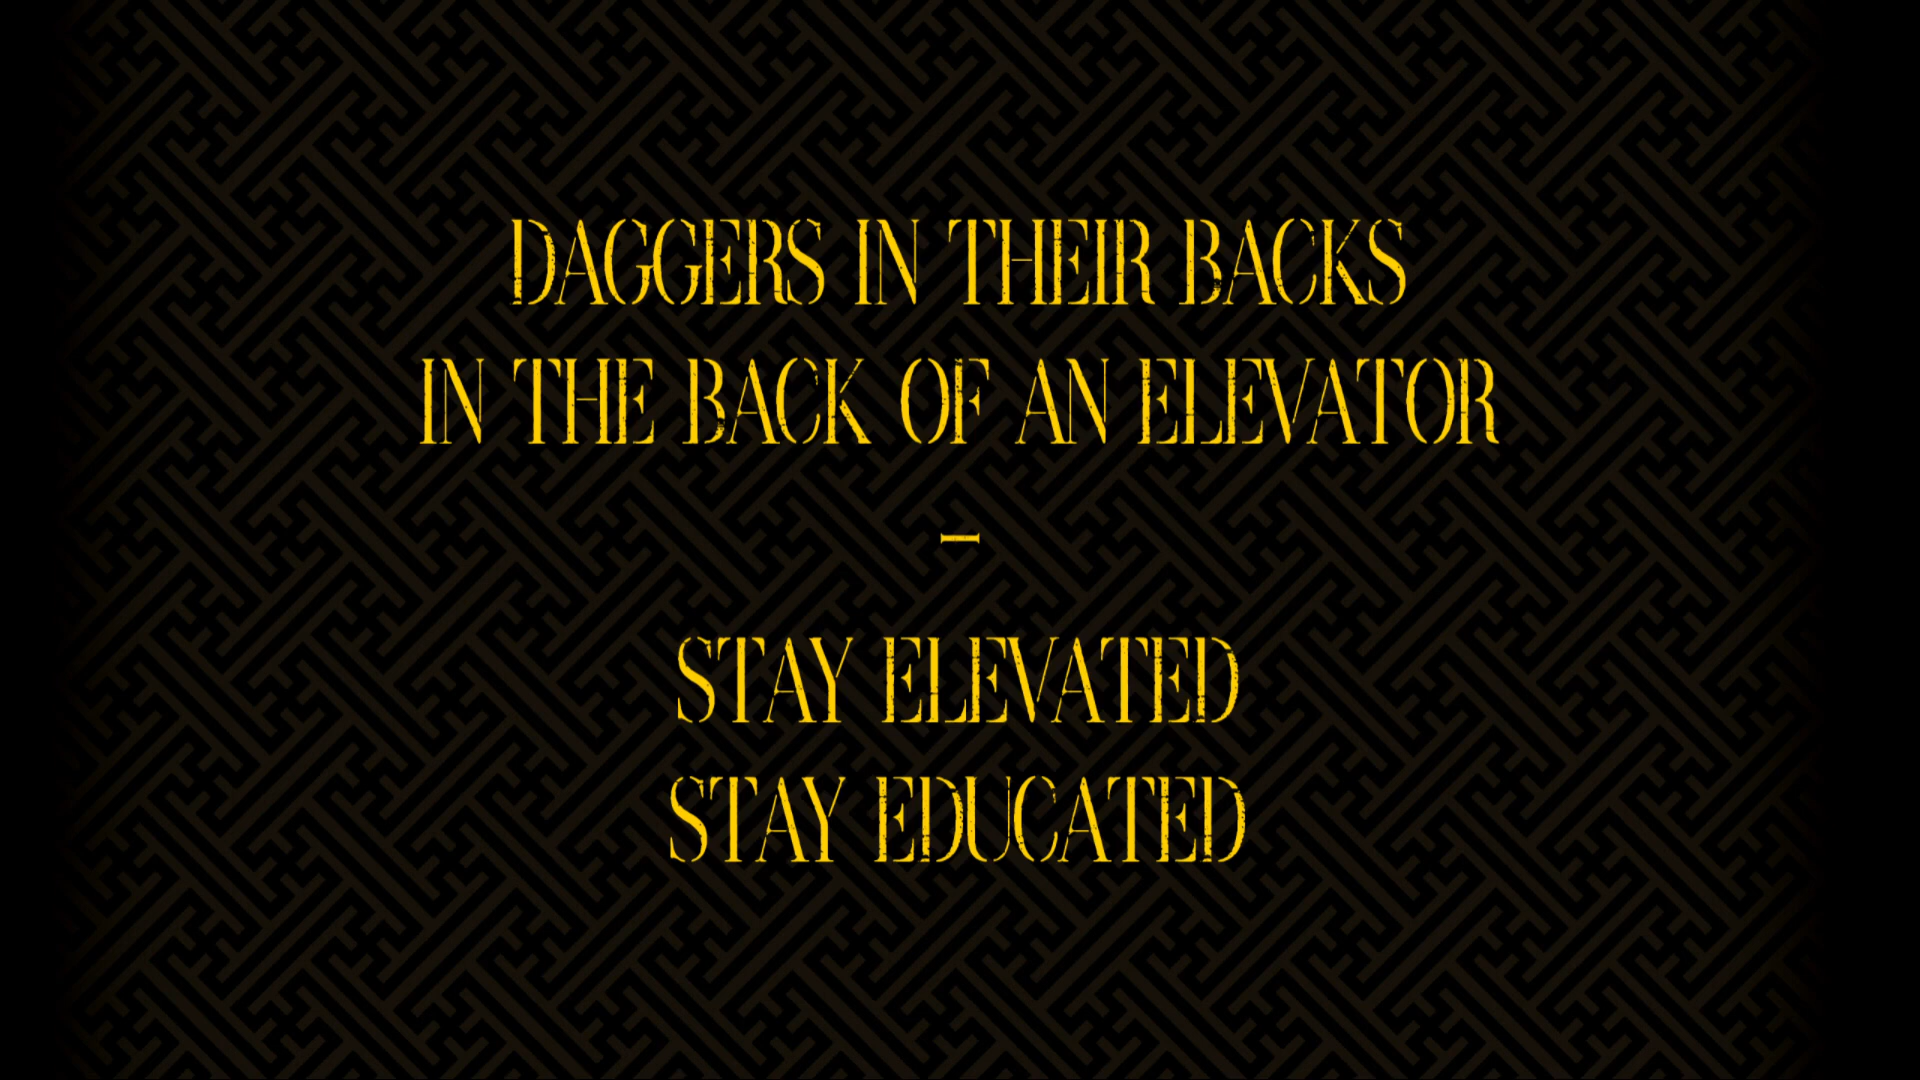 DAGGERS IN THEIR BACKS
IN THE BACK OF AN ELEVATOR
–
STAY ELEVATED
STAY EDUCATED